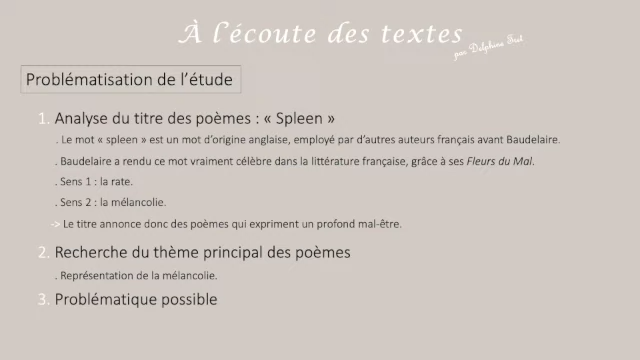 À l'écoute des textes
par Delphine Gest
Problématisation de l'étude
1. Analyse du titre des poèmes : « Spleen »
. Le mot « spleen » est un mot d'origine anglaise, employé par d'autres auteurs français avant Baudelaire.
. Baudelaire a rendu ce mot vraiment célèbre dans la littérature française, grâce à ses Fleurs du Mal.
. Sens 1 : la rate.
. Sens 2 : la mélancolie.
-> Le titre annonce donc des poèmes qui expriment un profond mal-être.
2. Recherche du thème principal des poèmes
. Représentation de la mélancolie.
3. Problématique possible